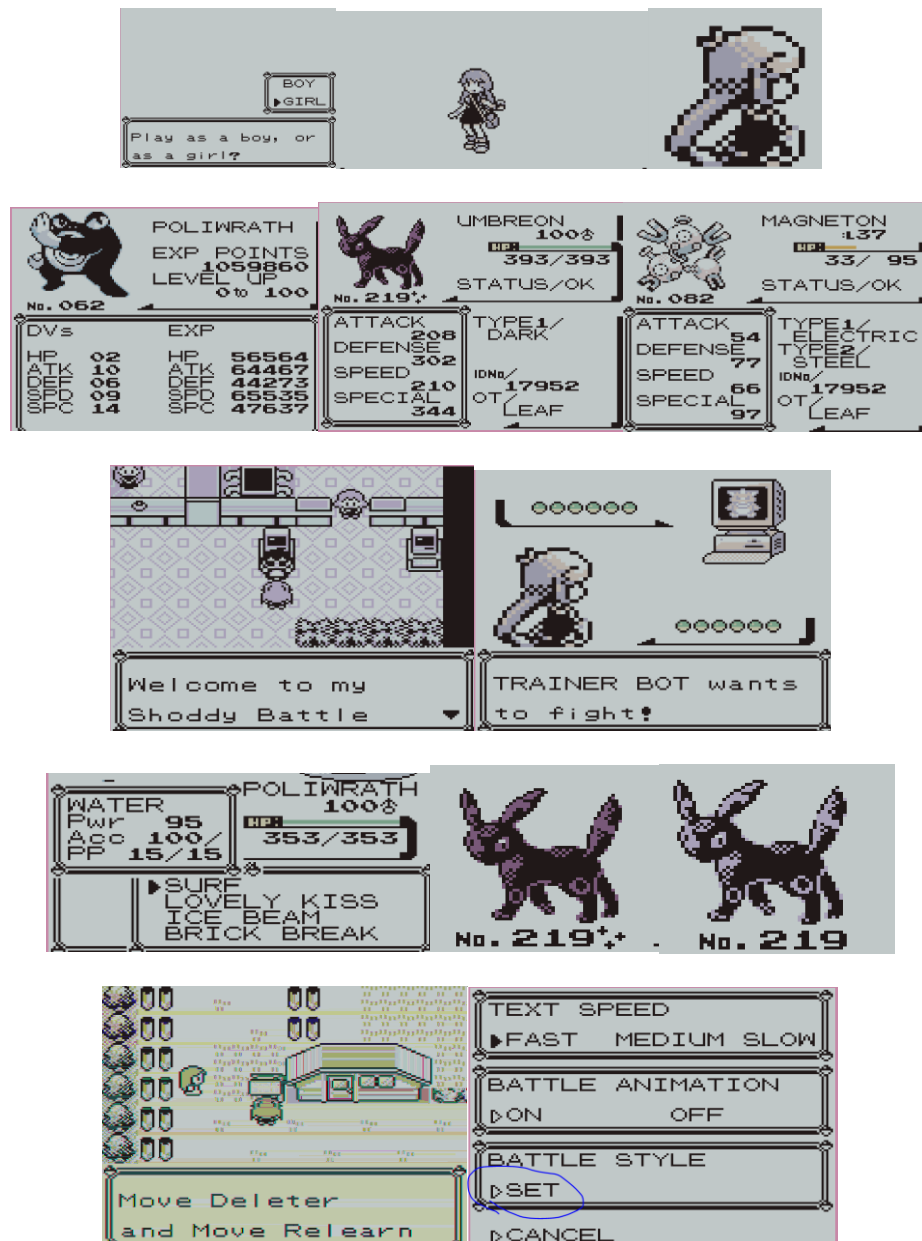 BOY
▶GIRL
Play as a boy, or
as a girl?
POLIWRATH
EXP POINTS
1059860
LEVEL UP
0to 100
No. 062
DVs EXP
HP 02 HP 56564
ATK 10 ATK 64467
DEF 06 DEF 44273
SPD 09 SPD 65535
SPC 14 SPC 47637
UMBREON
100♂
HP:
393/393
STATUS/OK
No. 219
ATTACK
208
DEFENSE
302
SPEED
210
SPECIAL
344
TYPE1/
DARK
IDNo/
17952
OT/
LEAF
MAGNETON
:L37
HP:
33/ 95
STATUS/OK
No. 082
ATTACK
54
DEFENSE
77
SPEED
66
SPECIAL
97
TYPE1/
ELECTRIC
TYPE2/
STEEL
IDNo/
17952
OT/
LEAF
Welcome to my
Shoddy Battle ▼
TRAINER BOT wants
to fight!
WATER
Pwr 95
Acc 100/
PP 15/15
POLIWRATH
100♂
HP:
353/353
▶SURF
LOVELY KISS
ICE BEAM
BRICK BREAK
No. 219
No. 219
Move Deleter
and Move Relearn
TEXT SPEED
▶FAST MEDIUM SLOW
BATTLE ANIMATION
▷ON OFF
BATTLE STYLE
▷SET
▷CANCEL